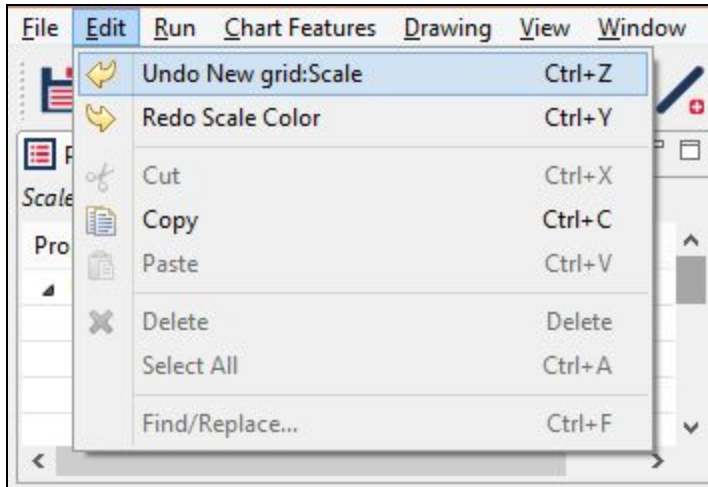 File Edit Run Chart Features Drawing View Window
Undo New grid:Scale Ctrl+Z
Redo Scale Color Ctrl+Y
Cut Ctrl+X
Scale
Copy Ctrl+C
Pro
Paste Ctrl+V
Delete Delete
Select All Ctrl+A
Find/Replace... Ctrl+F